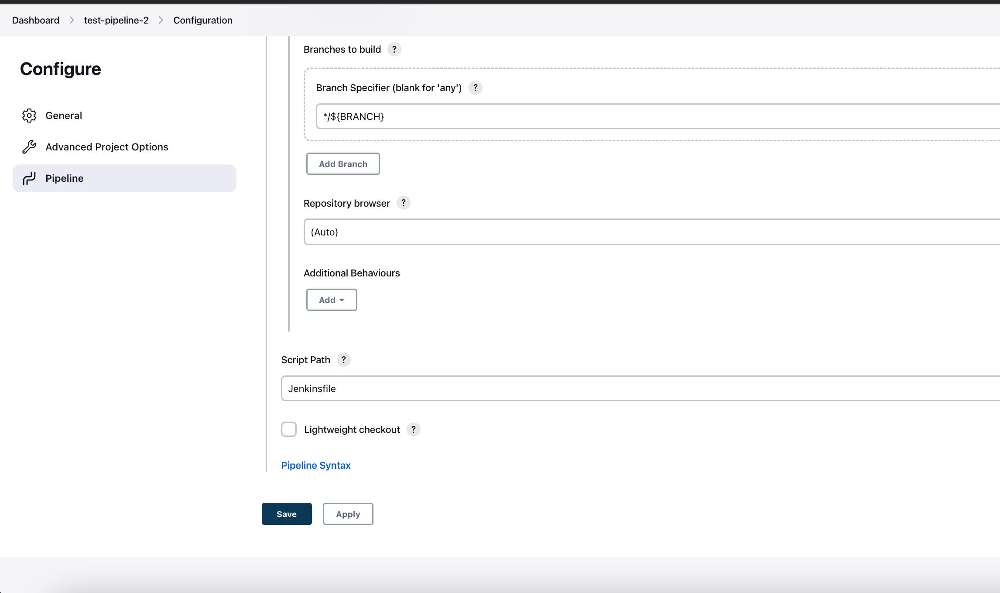 Dashboard > test-pipeline-2 > Configuration
Configure
General
Advanced Project Options
Pipeline
Branches to build ?
Branch Specifier (blank for 'any') ?
*/${BRANCH}
Add Branch
Repository browser ?
(Auto)
Additional Behaviours
Add
Script Path ?
Jenkinsfile
Lightweight checkout ?
Pipeline Syntax
Save
Apply